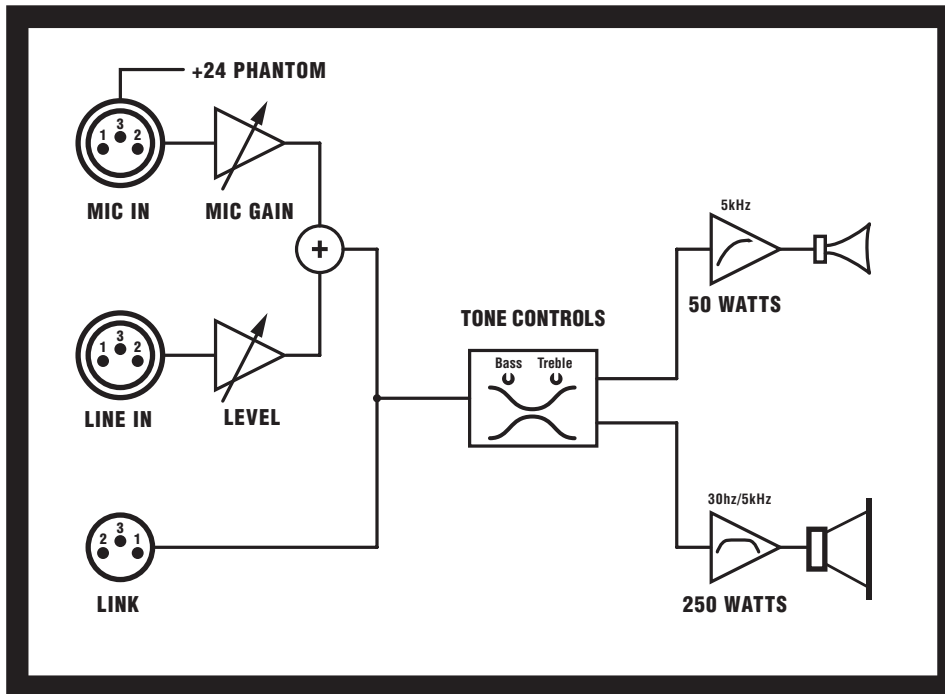 +24 PHANTOM
3
1 2
MIC IN
MIC GAIN
+
3
1 2
LINE IN
LEVEL
3
2 1
LINK
TONE CONTROLS
Bass Treble
5kHz
50 WATTS
30hz/5kHz
250 WATTS